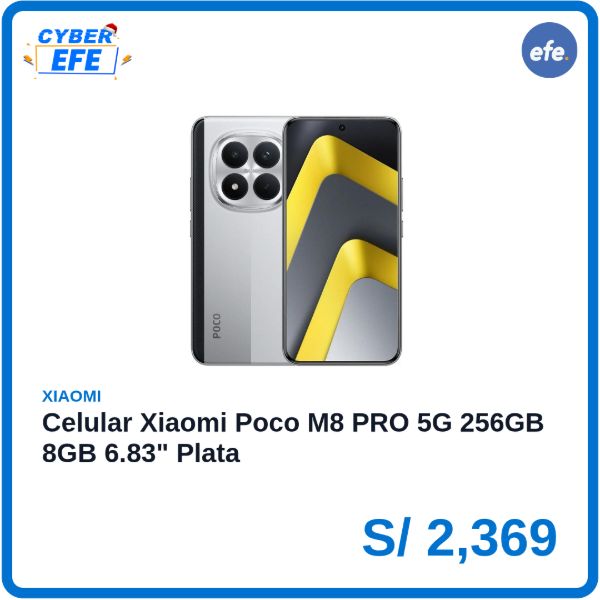 CYBER
EFE
efe.
POCO
XIAOMI
Celular Xiaomi Poco M8 PRO 5G 256GB
8GB 6.83" Plata
S/ 2,369